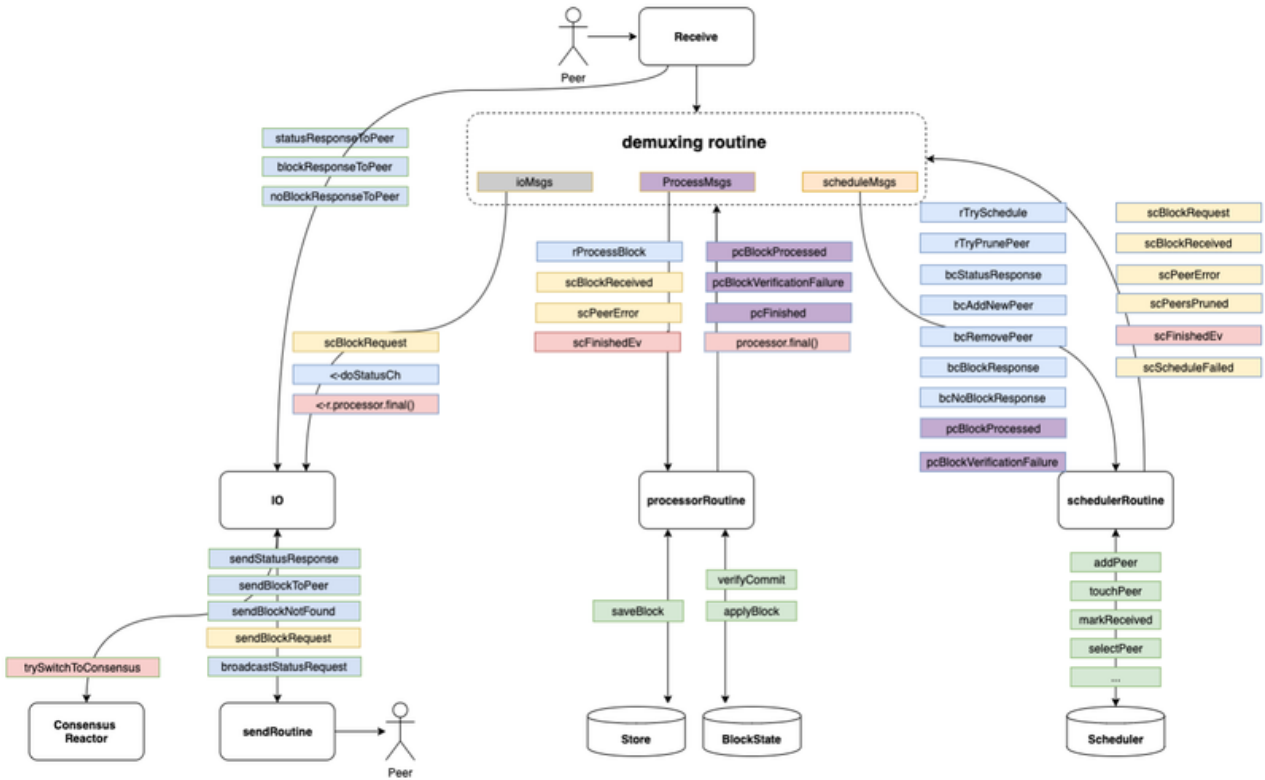 Receive
Peer
demuxing routine
ioMsgs
ProcessMsgs
scheduleMsgs
statusResponseToPeer
blockResponseToPeer
noBlockResponseToPeer
scBlockRequest
<-doStatusCh
<-r.processor.final()
rProcessBlock
scBlockReceived
scPeerError
scFinishedEv
pcBlockProcessed
pcBlockVerificationFailure
pcFinished
processor.final()
rTrySchedule
rTryPrunePeer
bcStatusResponse
bcAddNewPeer
bcRemovePeer
bcBlockResponse
bcNoBlockResponse
pcBlockProcessed
pcBlockVerificationFailure
scBlockRequest
scBlockReceived
scPeerError
scPeersPruned
scFinishedEv
scScheduleFailed
IO
processorRoutine
schedulerRoutine
sendStatusResponse
sendBlockToPeer
sendBlockNotFound
sendBlockRequest
broadcastStatusRequest
trySwitchToConsensus
saveBlock
verifyCommit
applyBlock
addPeer
touchPeer
markReceived
selectPeer
...
Consensus
Reactor
sendRoutine
Peer
Store
BlockState
Scheduler